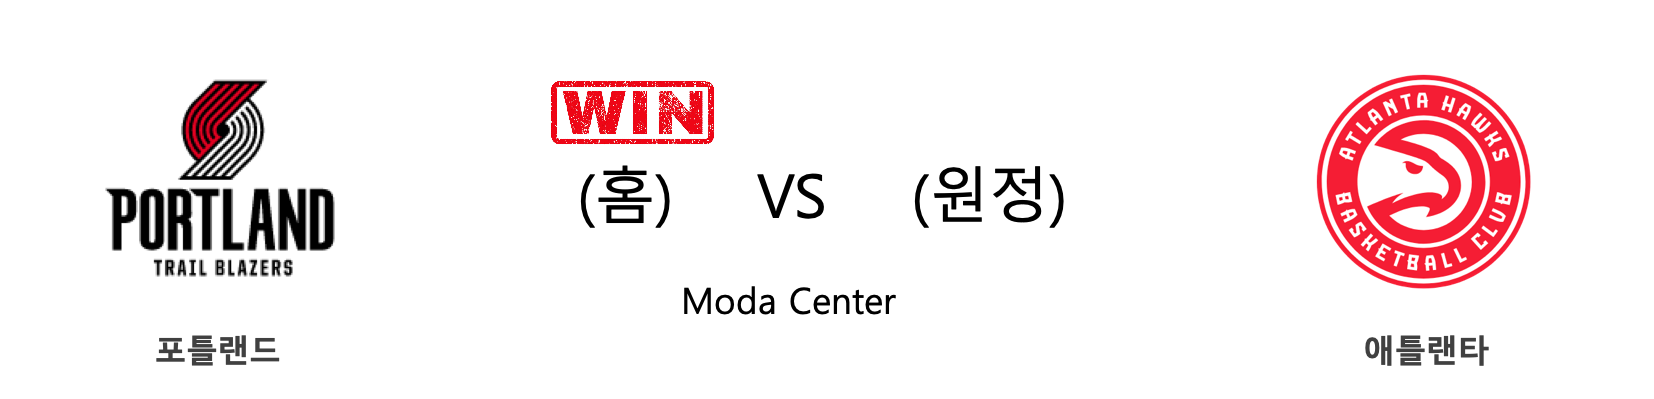 PORTLAND
TRAIL BLAZERS
포틀랜드
WIN
(홈) VS (원정)
Moda Center
ATLANTA HAWKS
BASKETBALL CLUB
애틀랜타